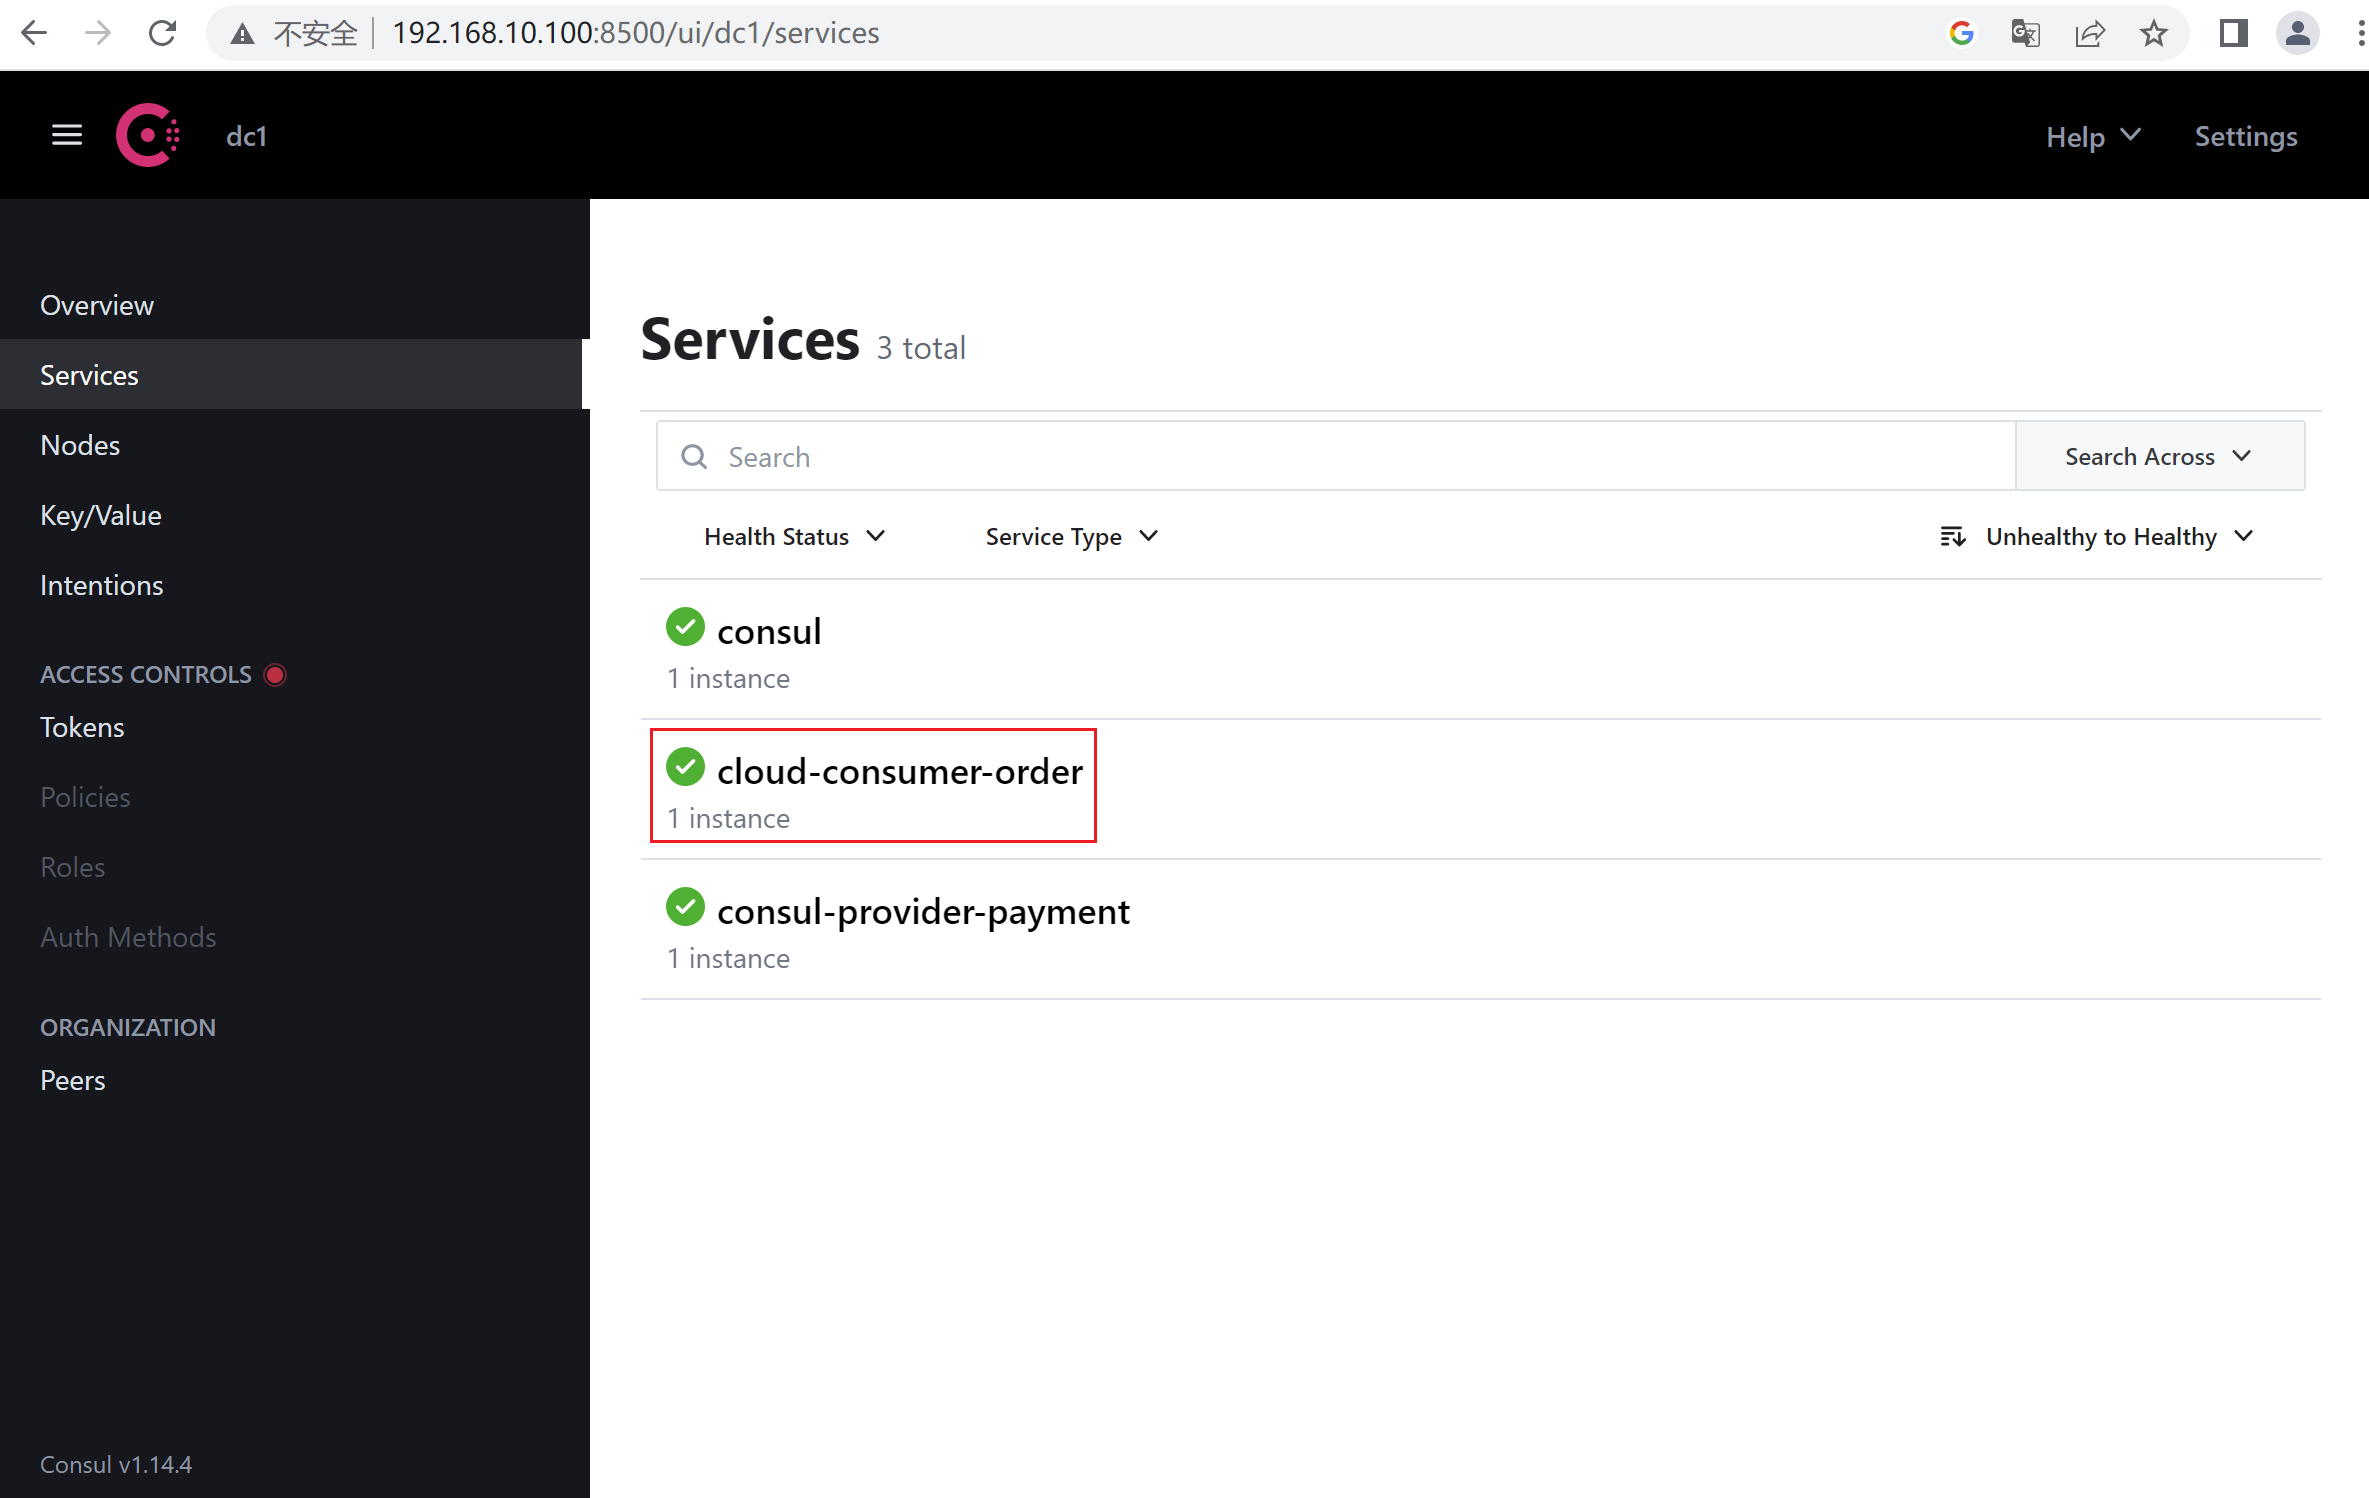 不安全 192.168.10.100:8500/ui/dc1/services
dc1
Help
Settings
Overview
Services
Nodes
Key/Value
Intentions
ACCESS CONTROLS
Tokens
Policies
Roles
Auth Methods
ORGANIZATION
Peers
Consul v1.14.4
Services 3 total
Search
Search Across
Health Status
Service Type
Unhealthy to Healthy
consul
1 instance
cloud-consumer-order
1 instance
consul-provider-payment
1 instance